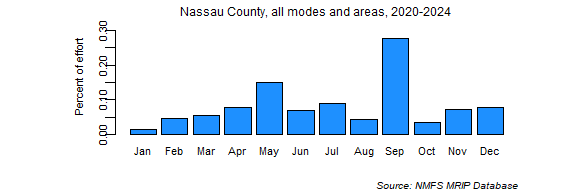 Nassau County, all modes and areas, 2020-2024
Percent of effort
0.30
0.20
0.10
0.00
Jan Feb Mar Apr May Jun Jul Aug Sep Oct Nov Dec
Source: NMFS MRIP Database